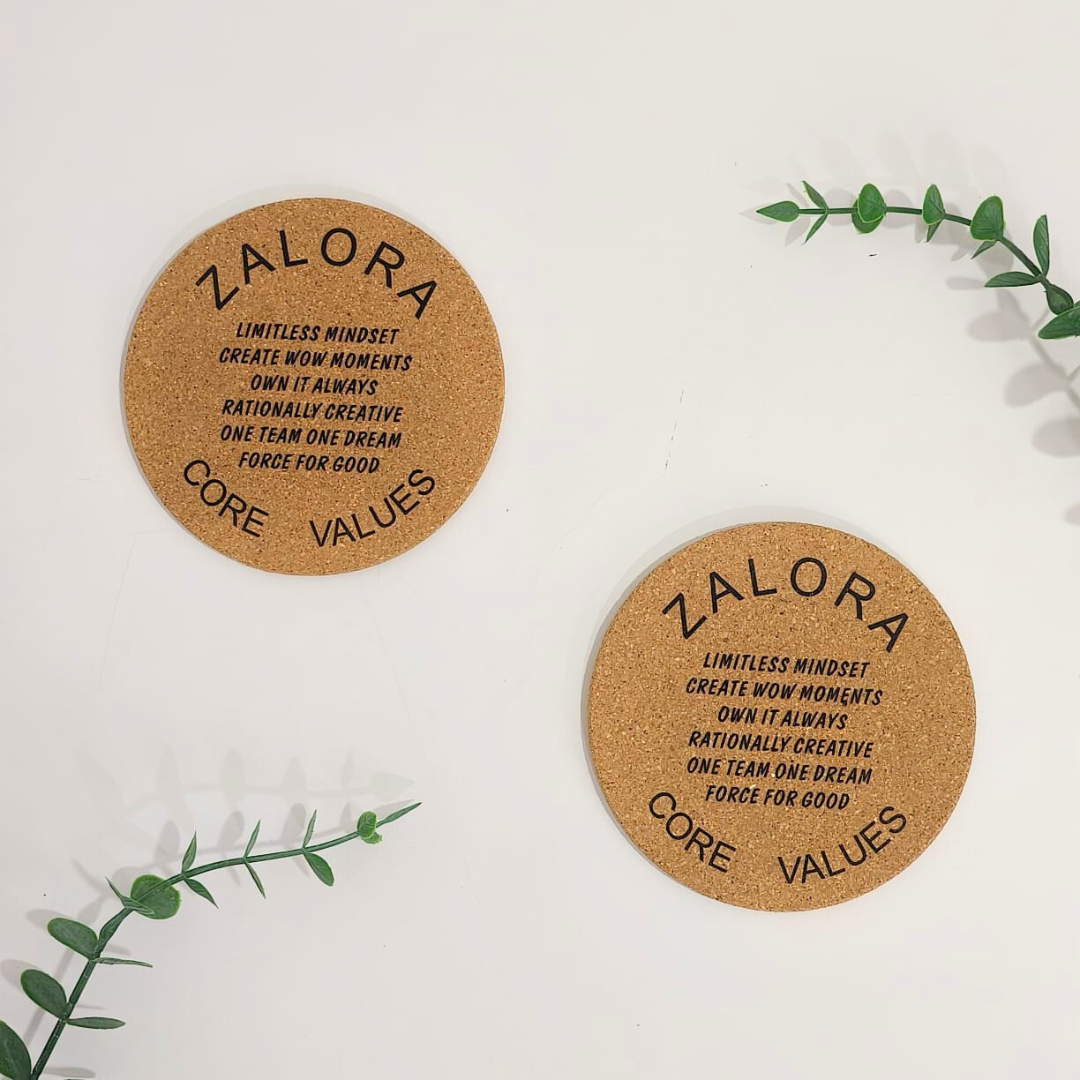 ZALORA
LIMITLESS MINDSET
CREATE WOW MOMENTS
OWN IT ALWAYS
RATIONALLY CREATIVE
ONE TEAM ONE DREAM
FORCE FOR GOOD
CORE VALUES
ZALORA
LIMITLESS MINDSET
CREATE WOW MOMENTS
OWN IT ALWAYS
RATIONALLY CREATIVE
ONE TEAM ONE DREAM
FORCE FOR GOOD
CORE VALUES